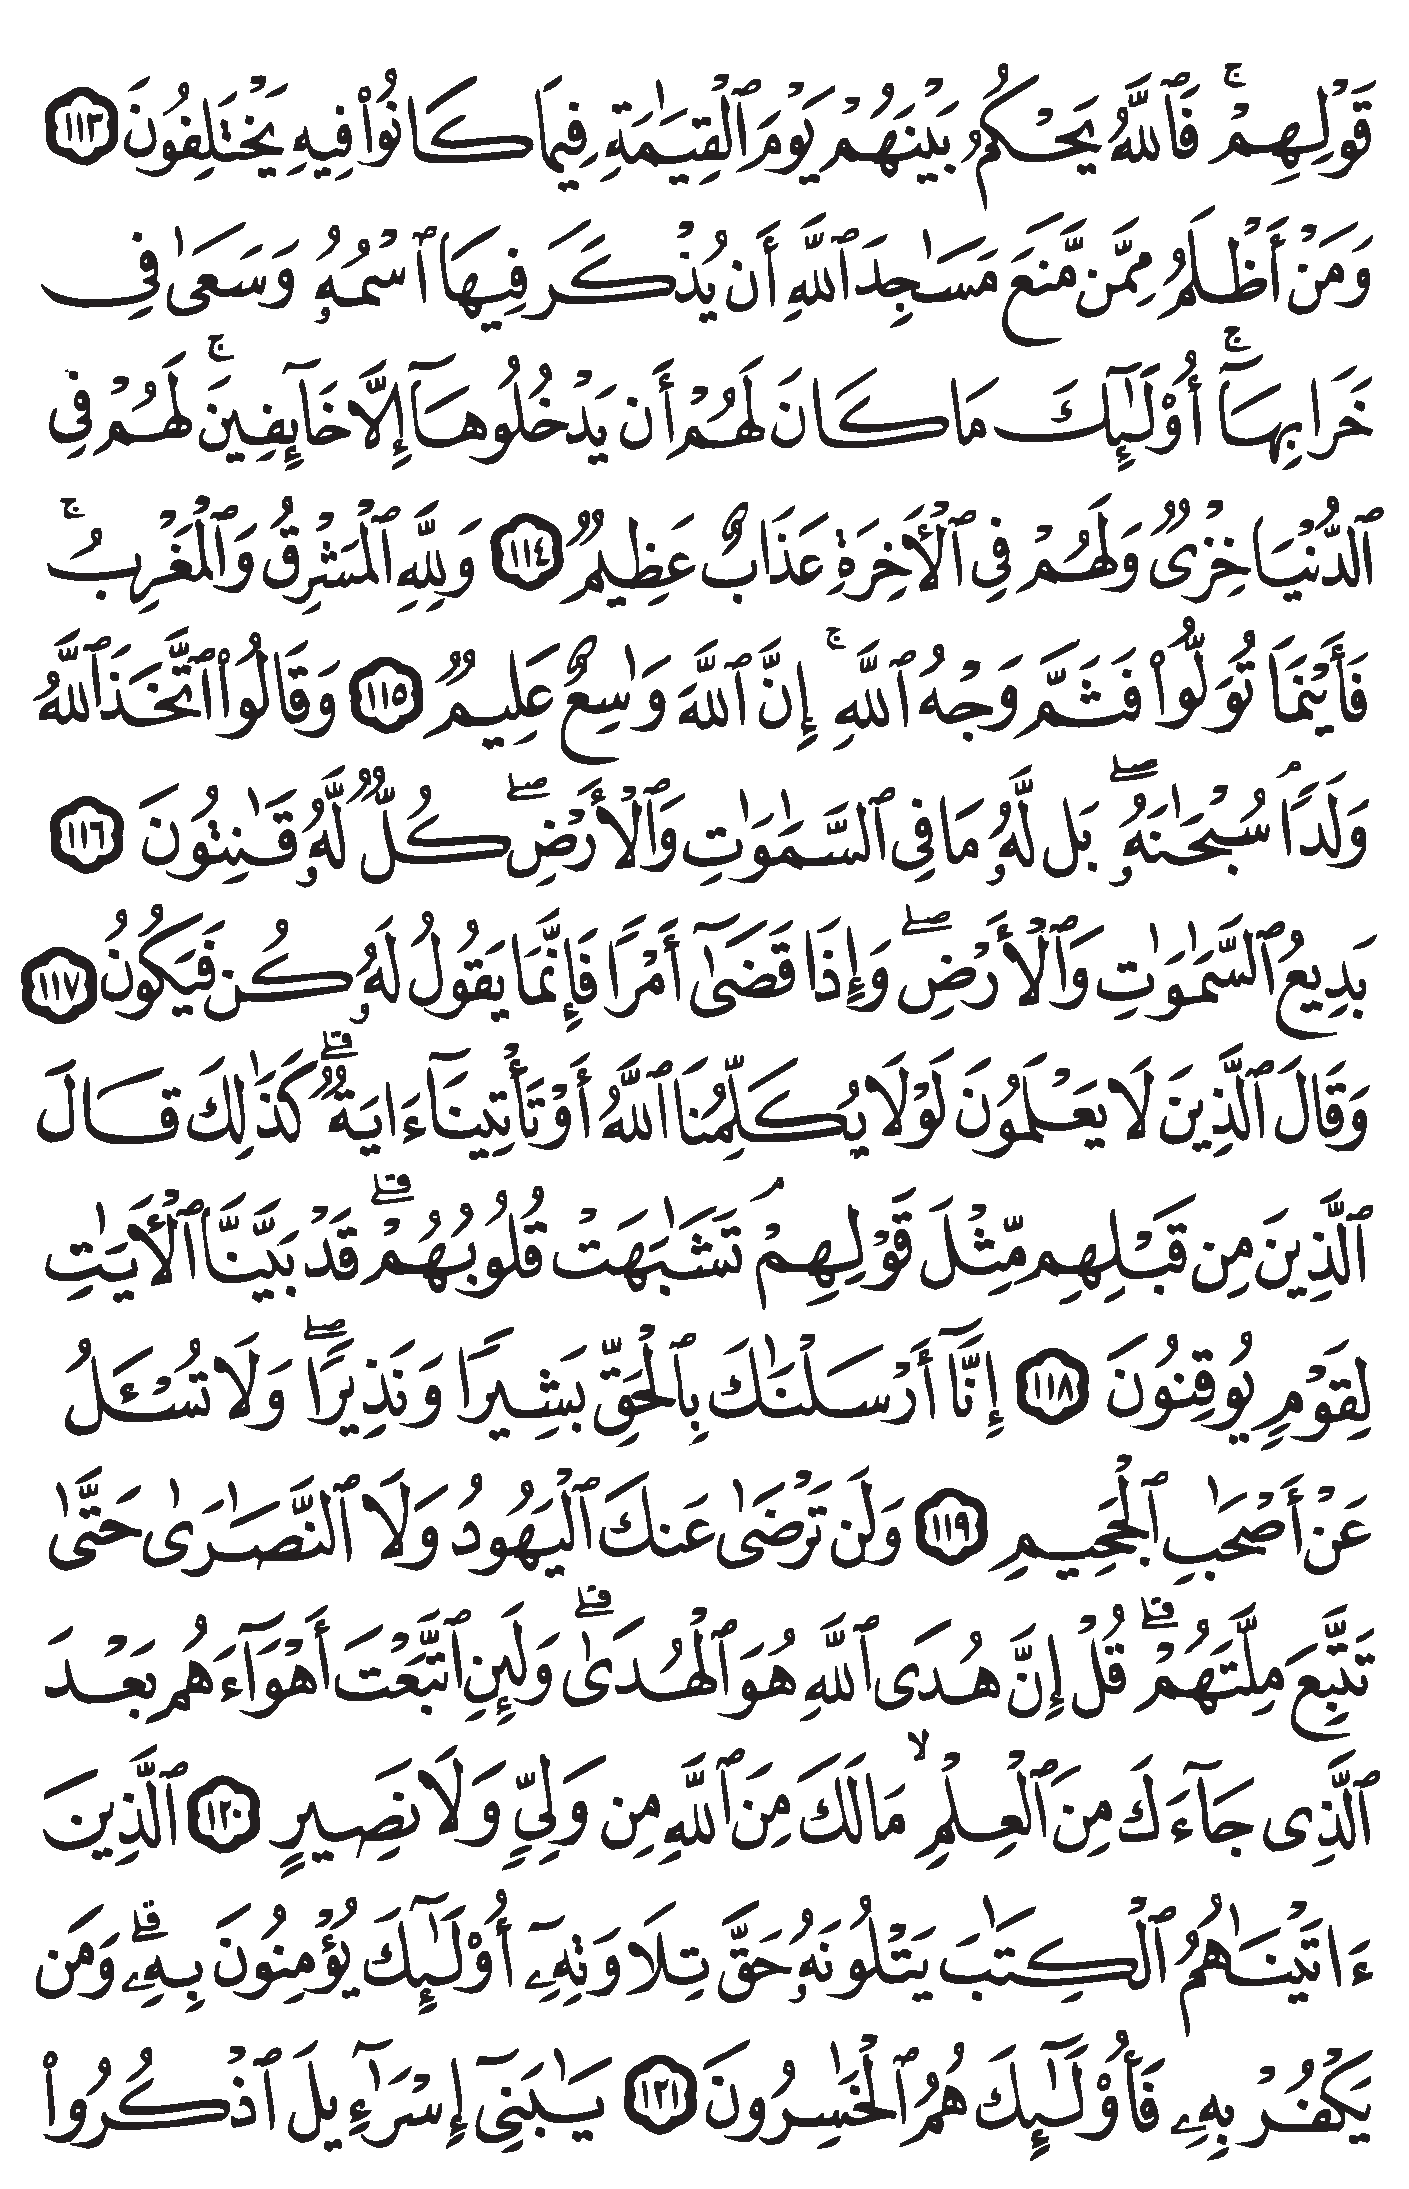 قَوْلِهِمْ ۚ فَٱللَّهُ يَحْكُمُ بَيْنَهُمْ يَوْمَ ٱلْقِيَـٰمَةِ فِيمَا كَانُوا۟ فِيهِ يَخْتَلِفُونَ ١١٣
وَمَنْ أَظْلَمُ مِمَّن مَّنَعَ مَسَـٰجِدَ ٱللَّهِ أَن يُذْكَرَ فِيهَا ٱسْمُهُۥ وَسَعَىٰ فِى
خَرَابِهَآ ۚ أُو۟لَـٰٓئِكَ مَا كَانَ لَهُمْ أَن يَدْخُلُوهَآ إِلَّا خَآئِفِينَ ۚ لَهُمْ فِى
ٱلدُّنْيَا خِزْىٌ وَلَهُمْ فِى ٱلْأَخِرَةِ عَذَابٌ عَظِيمٌ ١١٤ وَلِلَّهِ ٱلْمَشْرِقُ وَٱلْمَغْرِبُ ۚ
فَأَيْنَمَا تُوَلُّوا۟ فَثَمَّ وَجْهُ ٱللَّهِ ۚ إِنَّ ٱللَّهَ وَٰسِعٌ عَلِيمٌ ١١٥ وَقَالُوا۟ ٱتَّخَذَ ٱللَّهُ
وَلَدًا ۗ سُبْحَـٰنَهُۥ ۖ بَل لَّهُۥ مَا فِى ٱلسَّمَـٰوَٰتِ وَٱلْأَرْضِ ۖ كُلٌّ لَّهُۥ قَـٰنِتُونَ ١١٦
بَدِيعُ ٱلسَّمَـٰوَٰتِ وَٱلْأَرْضِ ۖ وَإِذَا قَضَىٰٓ أَمْرًا فَإِنَّمَا يَقُولُ لَهُۥ كُن فَيَكُونُ ١١٧
وَقَالَ ٱلَّذِينَ لَا يَعْلَمُونَ لَوْلَا يُكَلِّمُنَا ٱللَّهُ أَوْ تَأْتِينَآ ءَايَةٌ ۗ كَذَٰلِكَ قَالَ
ٱلَّذِينَ مِن قَبْلِهِم مِّثْلَ قَوْلِهِمْ ۘ تَشَـٰبَهَتْ قُلُوبُهُمْ ۗ قَدْ بَيَّنَّا ٱلْأَيَـٰتِ
لِقَوْمٍ يُوقِنُونَ ١١٨ إِنَّآ أَرْسَلْنَـٰكَ بِٱلْحَقِّ بَشِيرًا وَنَذِيرًا ۖ وَلَا تُسْـَٔلُ
عَنْ أَصْحَـٰبِ ٱلْجَحِيمِ ١١٩ وَلَن تَرْضَىٰ عَنكَ ٱلْيَهُودُ وَلَا ٱلنَّصَـٰرَىٰ حَتَّىٰ
تَتَّبِعَ مِلَّتَهُمْ ۗ قُلْ إِنَّ هُدَى ٱللَّهِ هُوَ ٱلْهُدَىٰ ۗ وَلَئِنِ ٱتَّبَعْتَ أَهْوَآءَهُم بَعْدَ
ٱلَّذِى جَآءَكَ مِنَ ٱلْعِلْمِ ۙ مَا لَكَ مِنَ ٱللَّهِ مِن وَلِىٍّ وَلَا نَصِيرٍ ١٢٠ ٱلَّذِينَ
ءَاتَيْنَـٰهُمُ ٱلْكِتَـٰبَ يَتْلُونَهُۥ حَقَّ تِلَاوَتِهِۦٓ أُو۟لَـٰٓئِكَ يُؤْمِنُونَ بِهِۦ ۗ وَمَن
يَكْفُرْ بِهِۦ فَأُو۟لَـٰٓئِكَ هُمُ ٱلْخَـٰسِرُونَ ١٢١ يَـٰبَنِىٓ إِسْرَٰٓءِيلَ ٱذْكُرُوا۟